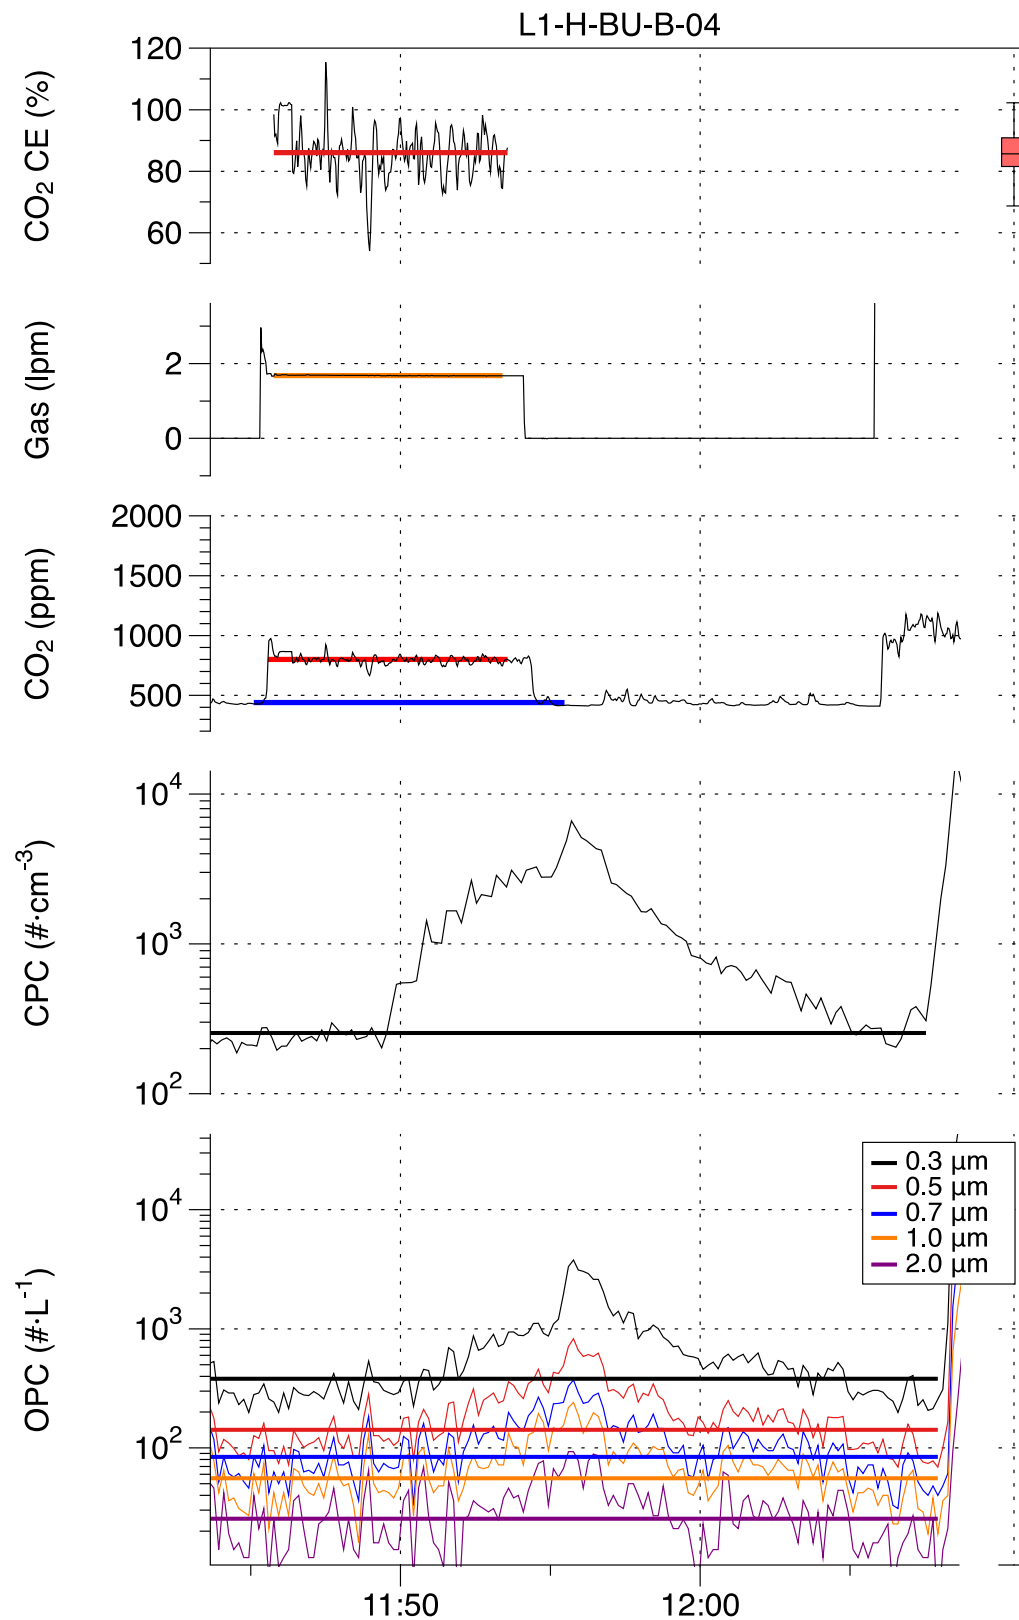 L1-H-BU-B-04
CO2 CE (%)
120
100
80
60
Gas (lpm)
2
0
CO2 (ppm)
2000
1500
1000
500
CPC (#·cm-3)
10^4
10^3
10^2
OPC (#·L-1)
10^4
10^3
10^2
0.3 µm
0.5 µm
0.7 µm
1.0 µm
2.0 µm
11:50
12:00